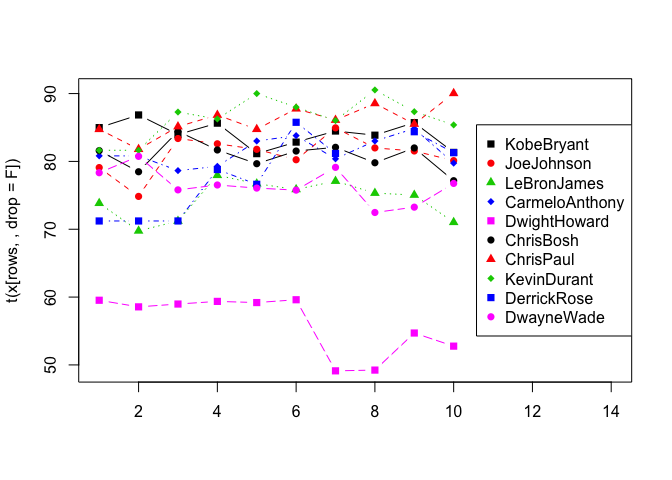 t(x[rows, , drop = F])
90
80
70
60
50
2 4 6 8 10 12 14
KobeBryant
JoeJohnson
LeBronJames
CarmeloAnthony
DwightHoward
ChrisBosh
ChrisPaul
KevinDurant
DerrickRose
DwayneWade